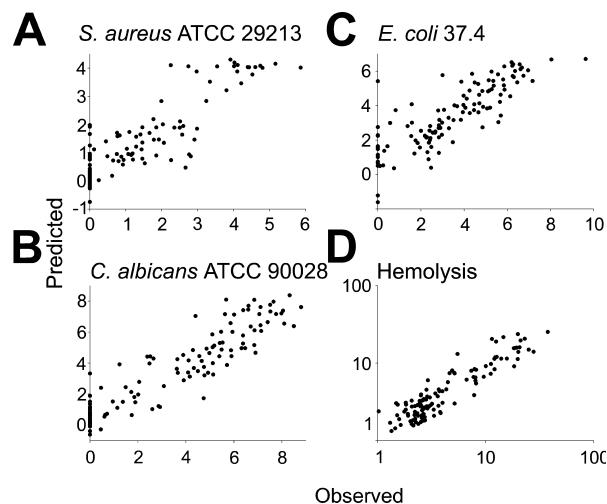 A S. aureus ATCC 29213
4
3
2
1
0
-1
0 1 2 3 4 5 6
C E. coli 37.4
6
4
2
0
0 2 4 6 8 10
Predicted
B C. albicans ATCC 90028
8
6
4
2
0
0 2 4 6 8
D Hemolysis
100
10
1
1 10 100
Observed